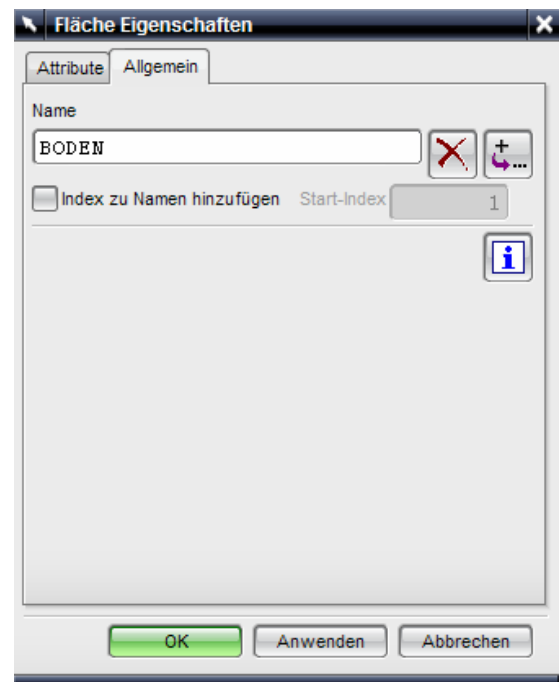 Fläche Eigenschaften
Attribute Allgemein
Name
BODEN
+ ...
Index zu Namen hinzufügen Start-Index 1
i
OK Anwenden Abbrechen